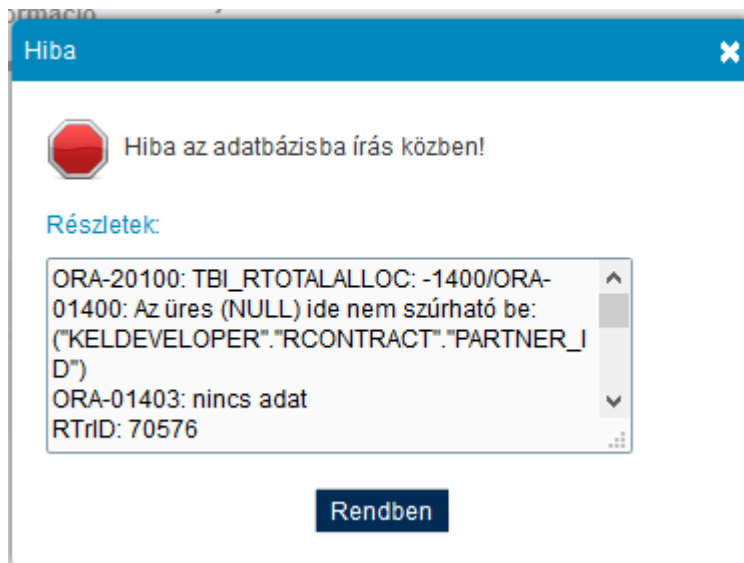 Hiba
Hiba az adatbázisba írás közben!
Részletek:
ORA-20100: TBI_RTOTALALLOC: -1400/ORA-
01400: Az üres (NULL) ide nem szúrható be:
("KELDEVELOPER"."RCONTRACT"."PARTNER_I
D")
ORA-01403: nincs adat
RTrID: 70576
Rendben